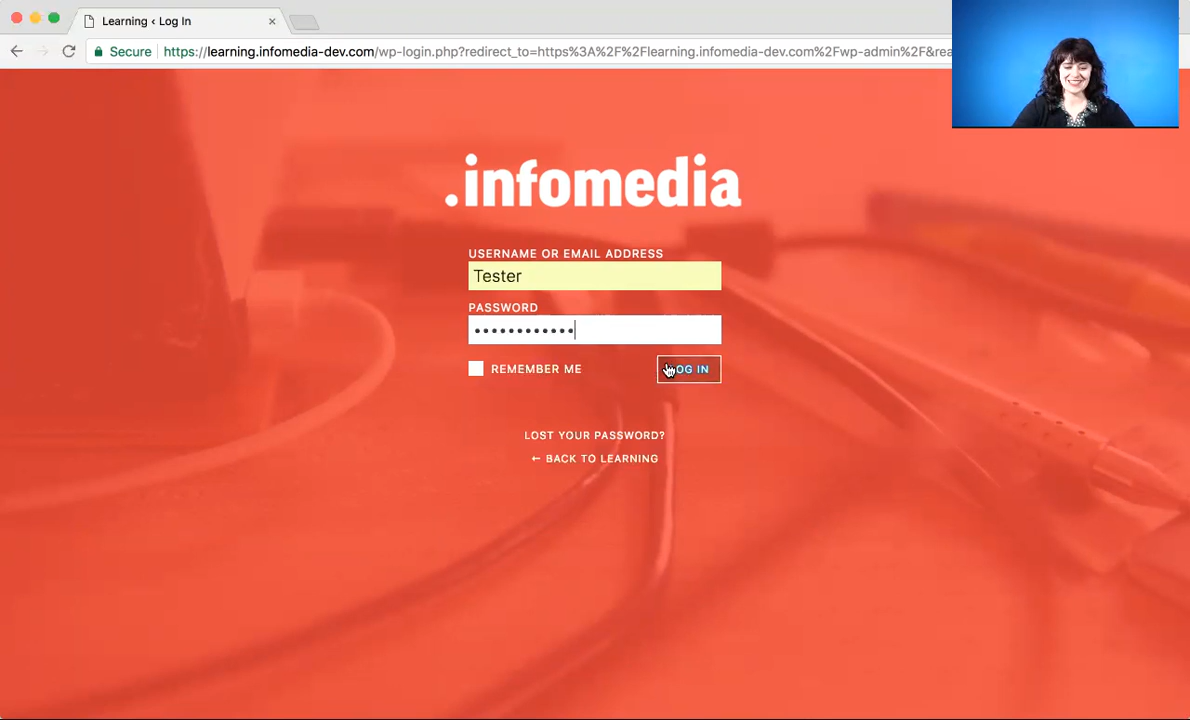 Learning ‹ Log In
Secure https://learning.infomedia-dev.com/wp-login.php?redirect_to=https%3A%2F%2Flearning.infomedia-dev.com%2Fwp-admin%2F&rea
.infomedia
USERNAME OR EMAIL ADDRESS
Tester
PASSWORD
••••••••••••
REMEMBER ME
LOG IN
LOST YOUR PASSWORD?
← BACK TO LEARNING